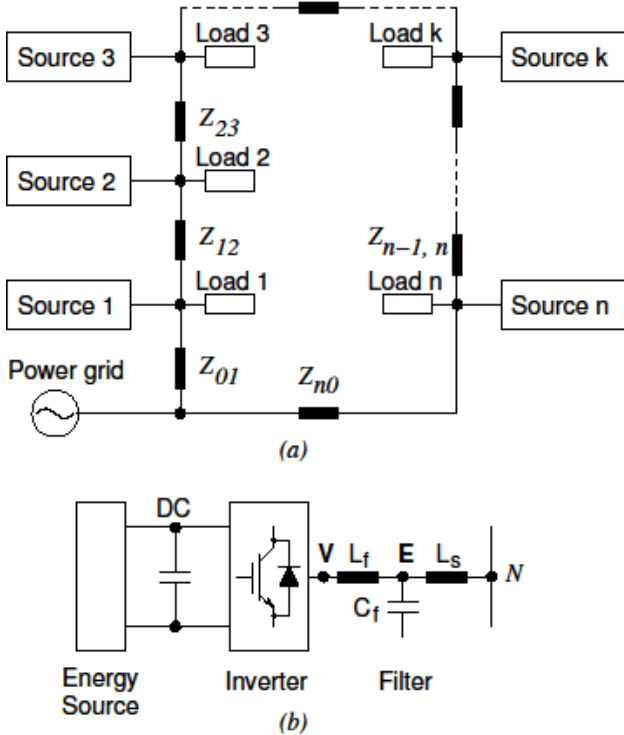 Load 3
Load k
Source 3
Source k
Z23
Load 2
Source 2
Z12
Zn−1, n
Load 1
Load n
Source 1
Source n
Power grid
Z01
Zn0
(a)
DC
V
Lf
E
Ls
N
Cf
Energy
Source
Inverter
Filter
(b)